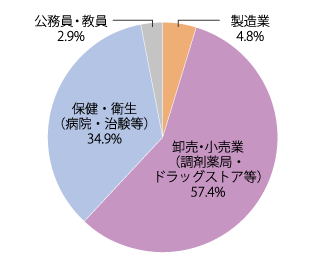 公務員・教員
2.9%
製造業
4.8%
保健・衛生
（病院・治験等）
34.9%
卸売・小売業
（調剤薬局・
ドラッグストア等）
57.4%